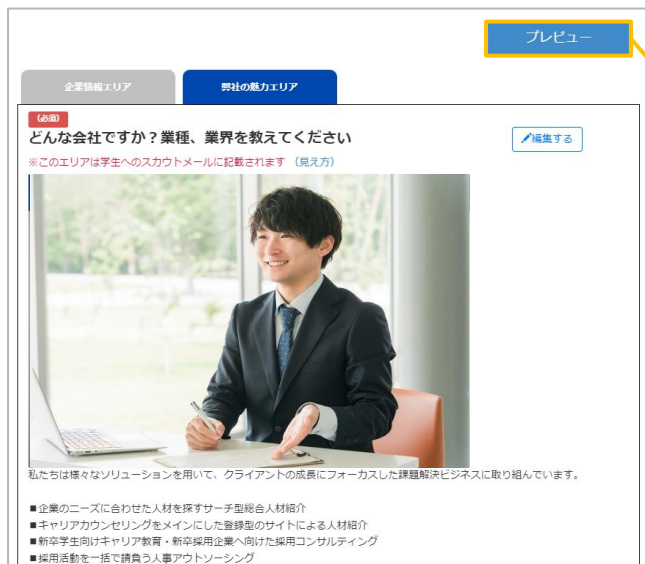 プレビュー
企業情報エリア
弊社の魅力エリア
(必須)
どんな会社ですか？業種、業界を教えてください
編集する
※このエリアは学生へのスカウトメールに記載されます （見え方）
私たちは様々なソリューションを用いて、クライアントの成長にフォーカスした課題解決ビジネスに取り組んでいます。
■企業のニーズに合わせた人材を探すサーチ型総合人材紹介
■キャリアカウンセリングをメインにした登録型のサイトによる人材紹介
■新卒学生向けキャリア教育・新卒採用企業へ向けた採用コンサルティング
■採用活動を一括で請負う人事アウトソーシング